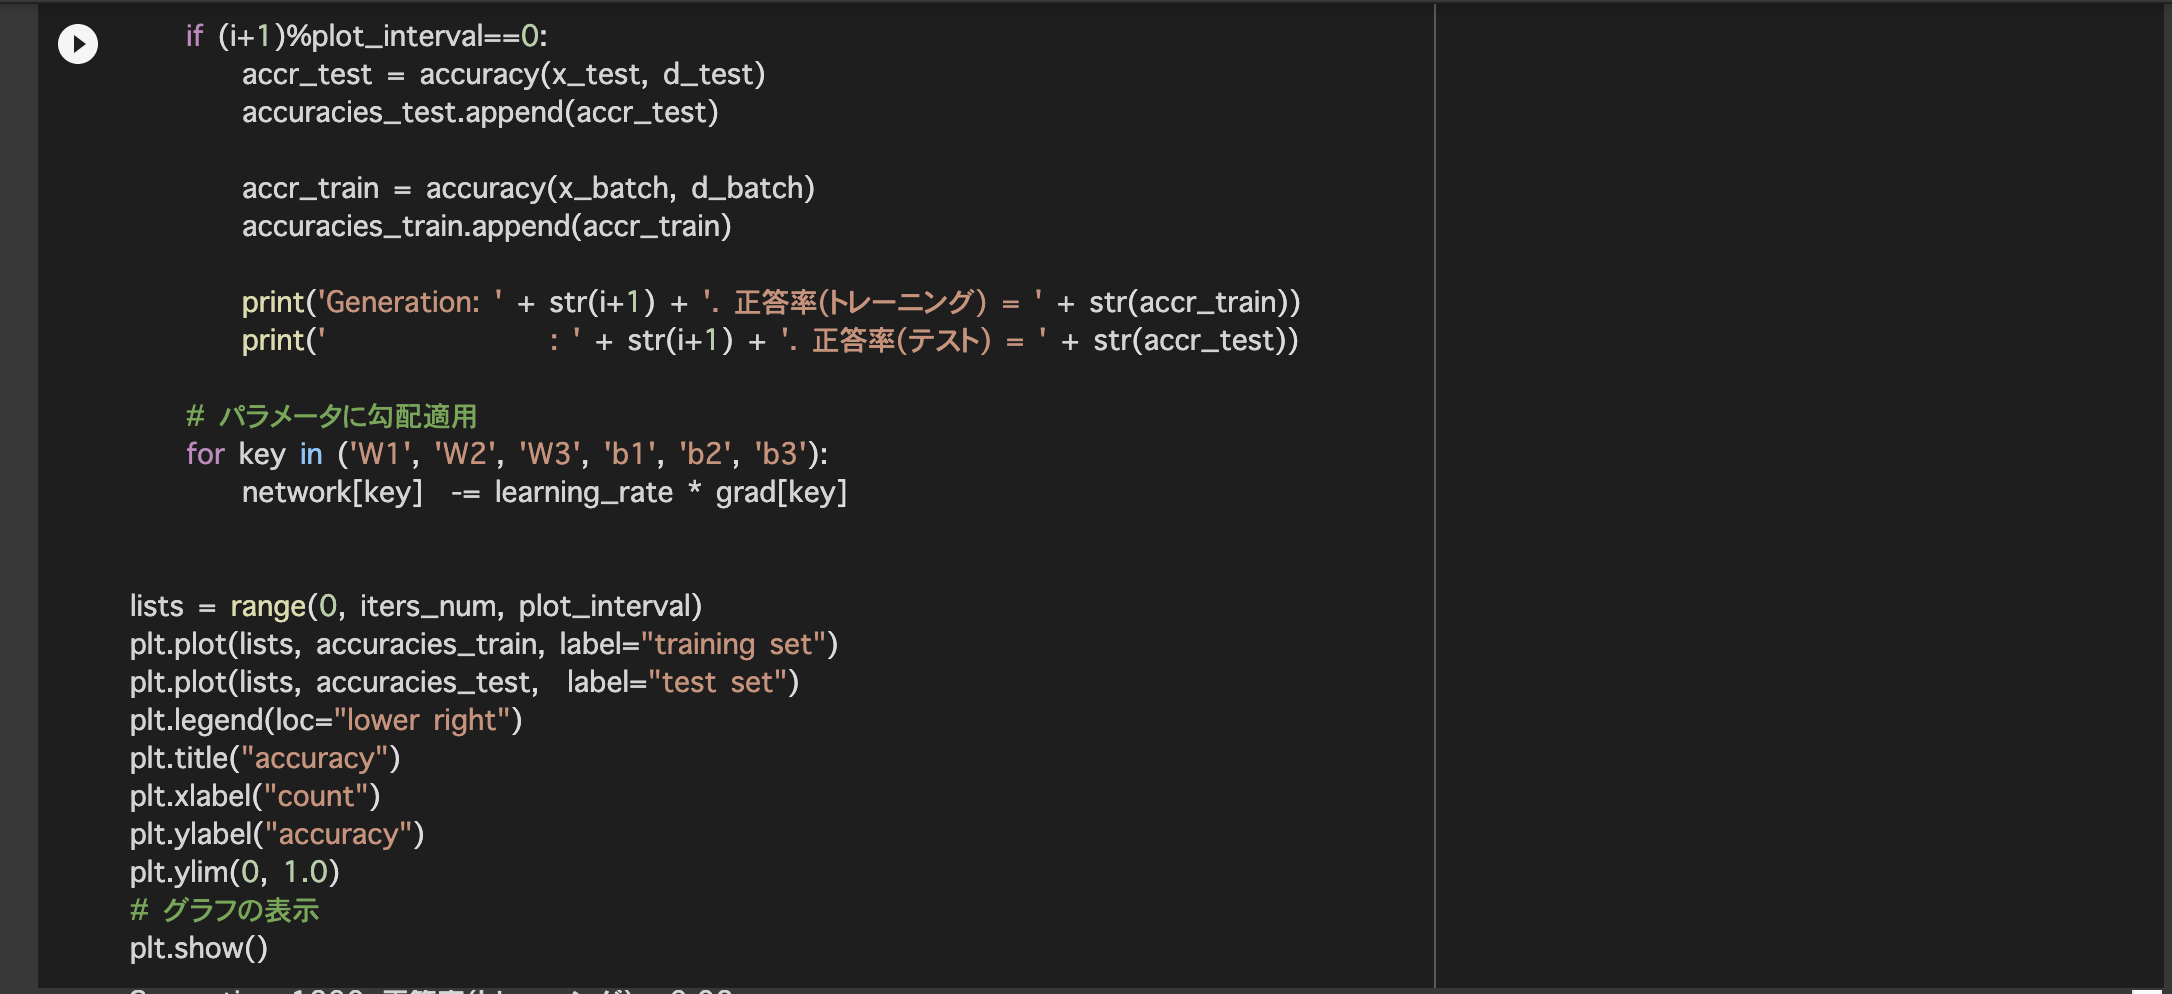 if (i+1)%plot_interval==0:
accr_test = accuracy(x_test, d_test)
accuracies_test.append(accr_test)
accr_train = accuracy(x_batch, d_batch)
accuracies_train.append(accr_train)
print('Generation: ' + str(i+1) + '. 正答率(トレーニング) = ' + str(accr_train))
print('                : ' + str(i+1) + '. 正答率(テスト) = ' + str(accr_test))
# パラメータに勾配適用
for key in ('W1', 'W2', 'W3', 'b1', 'b2', 'b3'):
network[key]  -= learning_rate * grad[key]
lists = range(0, iters_num, plot_interval)
plt.plot(lists, accuracies_train, label="training set")
plt.plot(lists, accuracies_test,  label="test set")
plt.legend(loc="lower right")
plt.title("accuracy")
plt.xlabel("count")
plt.ylabel("accuracy")
plt.ylim(0, 1.0)
# グラフの表示
plt.show()